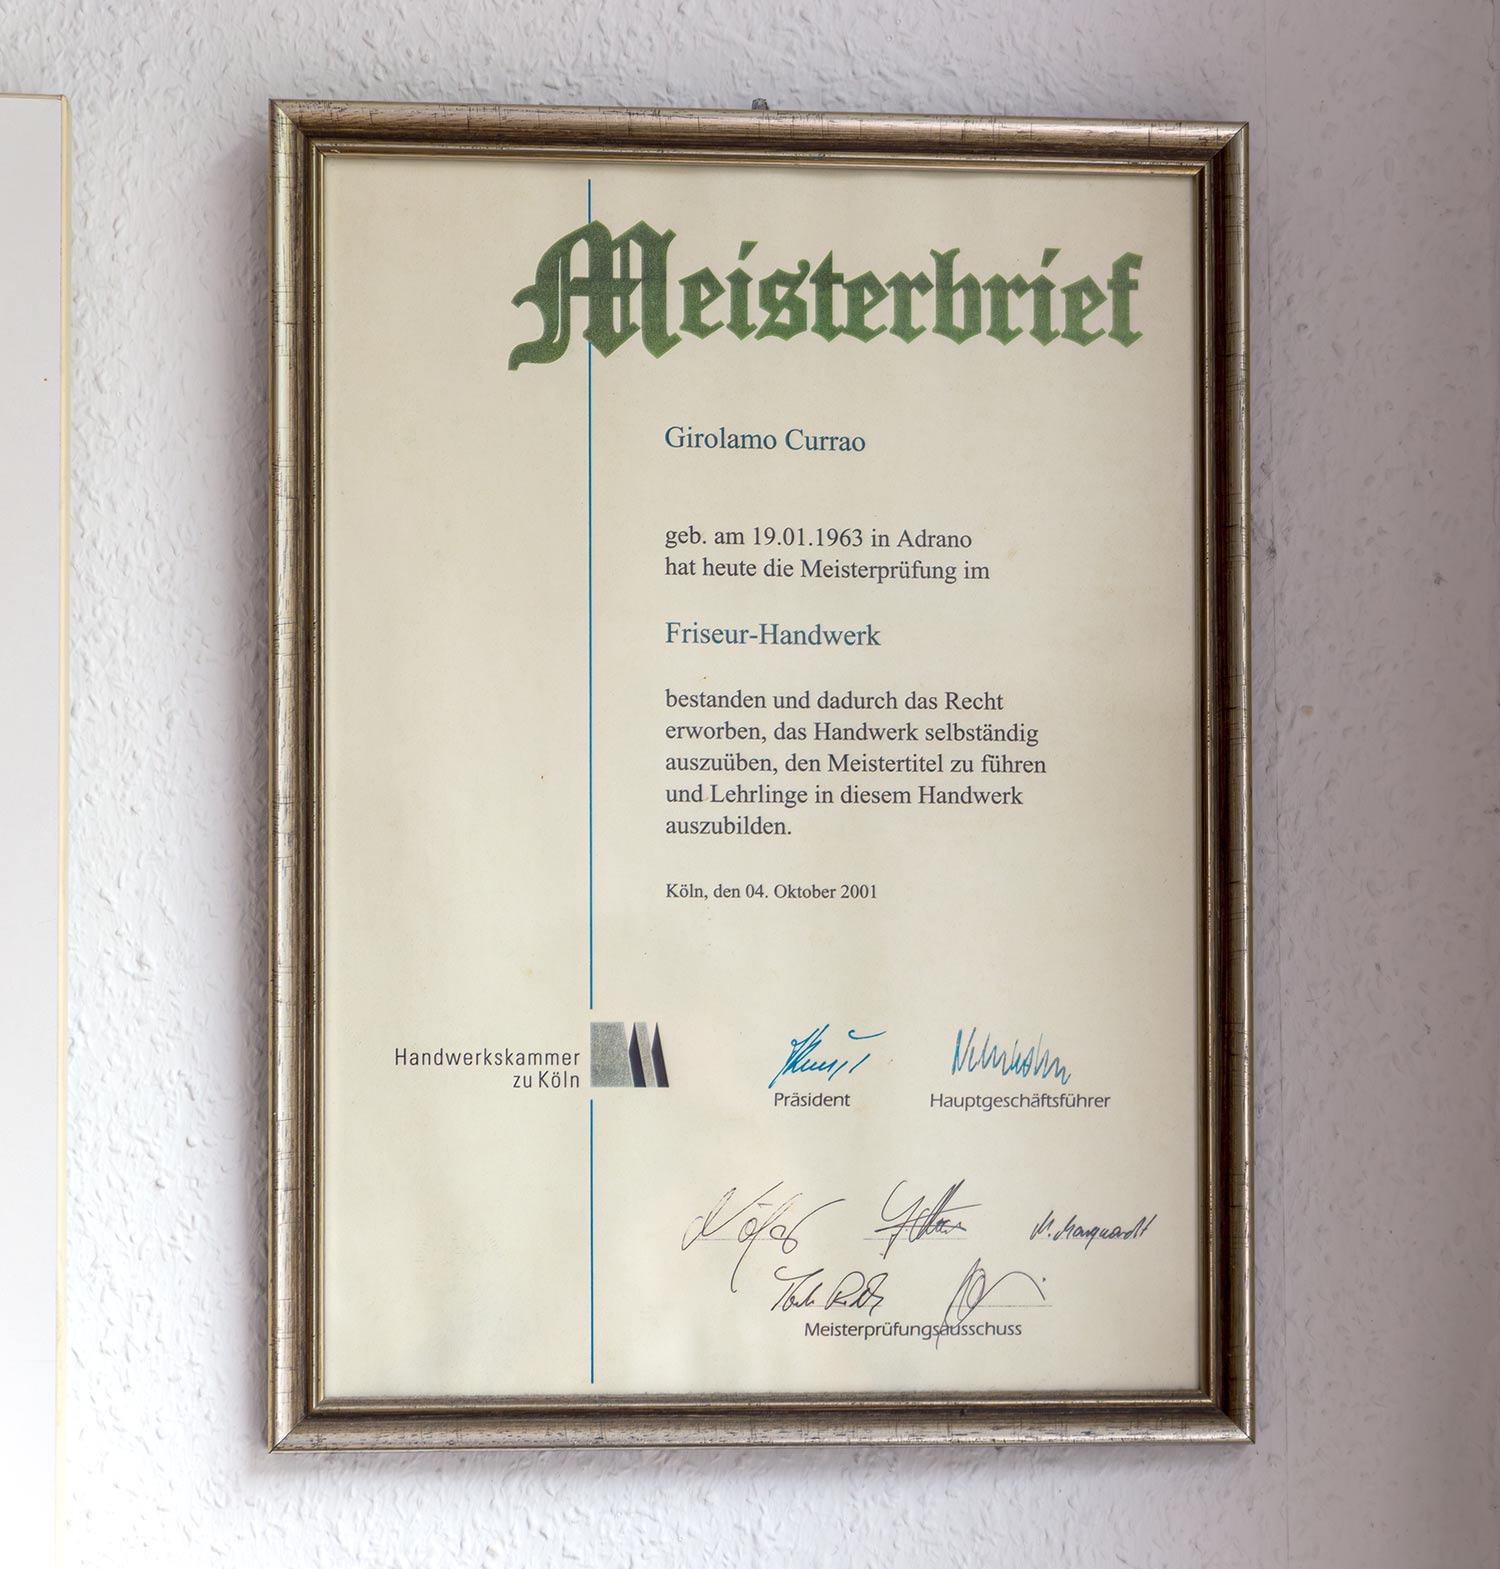 Meisterbrief
Girolamo Currao
geb. am 19.01.1963 in Adrano
hat heute die Meisterprüfung im
Friseur-Handwerk
bestanden und dadurch das Recht
erworben, das Handwerk selbständig
auszuüben, den Meistertitel zu führen
und Lehrlinge in diesem Handwerk
auszubilden.
Köln, den 04. Oktober 2001
Handwerkskammer
zu Köln
Präsident
Hauptgeschäftsführer
M. Marquardt
Meisterprüfungsausschuss